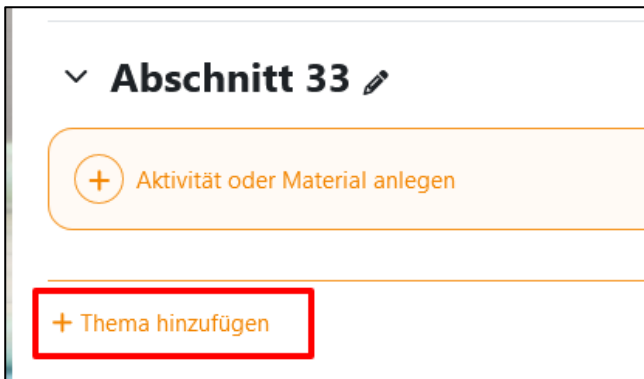 Abschnitt 33
Aktivität oder Material anlegen
+ Thema hinzufügen